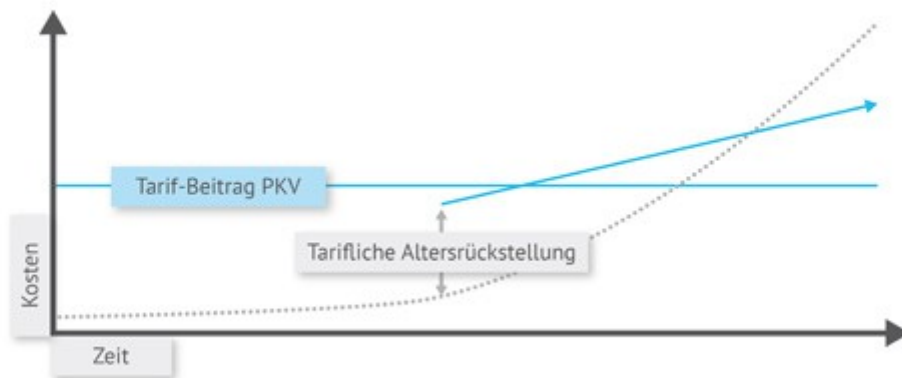 Tarif-Beitrag PKV
Tarifliche Altersrückstellung
Kosten
Zeit